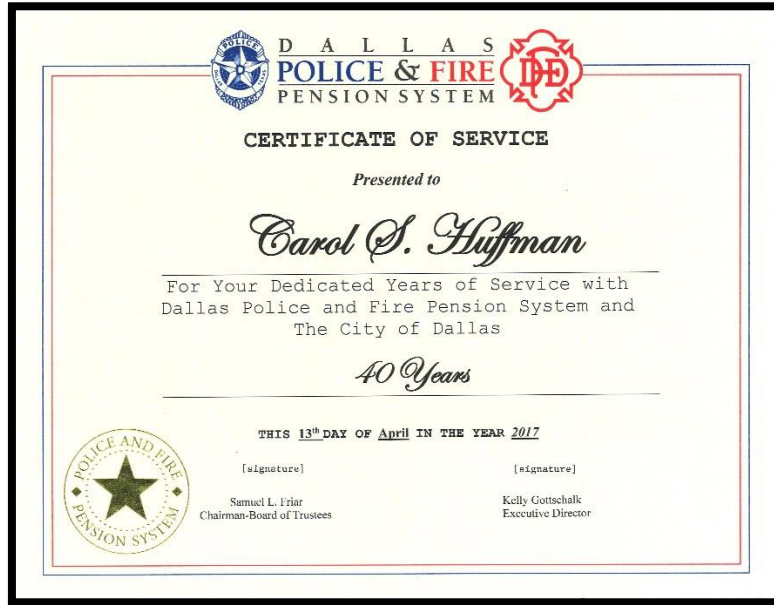 POLICE
DALLAS TEXAS
DALLAS
POLICE & FIRE
PENSION SYSTEM
DFD
CERTIFICATE OF SERVICE
Presented to
Carol S. Huffman
For Your Dedicated Years of Service with
Dallas Police and Fire Pension System and
The City of Dallas
40 Years
THIS 13th DAY OF April IN THE YEAR 2017
[signature] [signature]
Samuel L. Friar
Chairman-Board of Trustees
Kelly Gottschalk
Executive Director
POLICE AND FIRE
PENSION SYSTEM